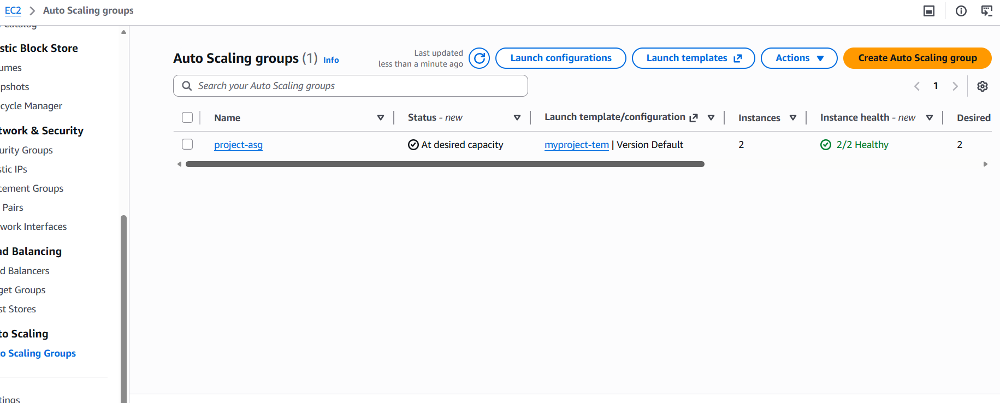 EC2 > Auto Scaling groups
Catalog
stic Block Store
umes
pshots
cycle Manager
twork & Security
urity Groups
stic IPs
cement Groups
Pairs
work Interfaces
ad Balancing
d Balancers
get Groups
st Stores
to Scaling
o Scaling Groups
tings
Auto Scaling groups (1) Info
Last updated
less than a minute ago
Launch configurations
Launch templates
Actions
Create Auto Scaling group
Search your Auto Scaling groups
1
Name Status - new Launch template/configuration Instances Instance health - new Desired
project-asg At desired capacity myproject-tem | Version Default 2 2/2 Healthy 2